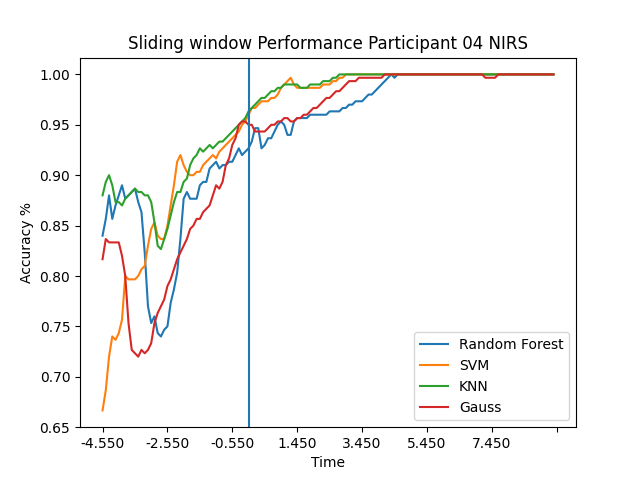 Sliding window Performance Participant 04 NIRS
1.00
0.95
0.90
0.85
0.80
0.75
0.70
0.65
Accuracy %
Random Forest
SVM
KNN
Gauss
-4.550 -2.550 -0.550 1.450 3.450 5.450 7.450
Time